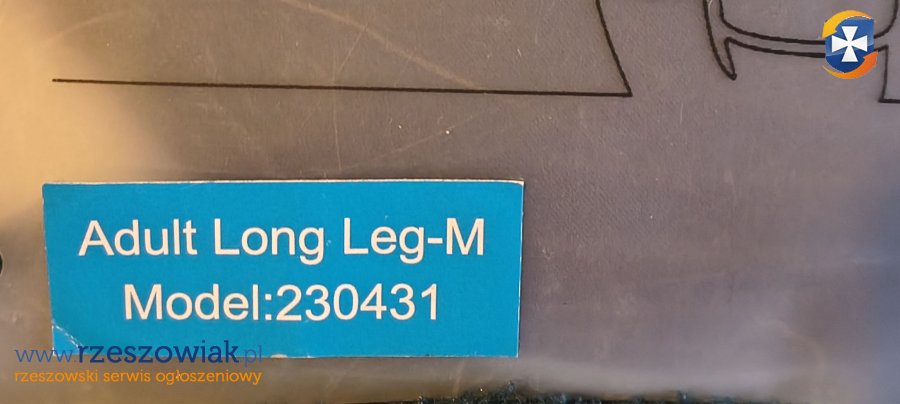 Adult Long Leg-M
Model:230431
www.rzeszowiak.pl
rzeszowski serwis ogłoszeniowy